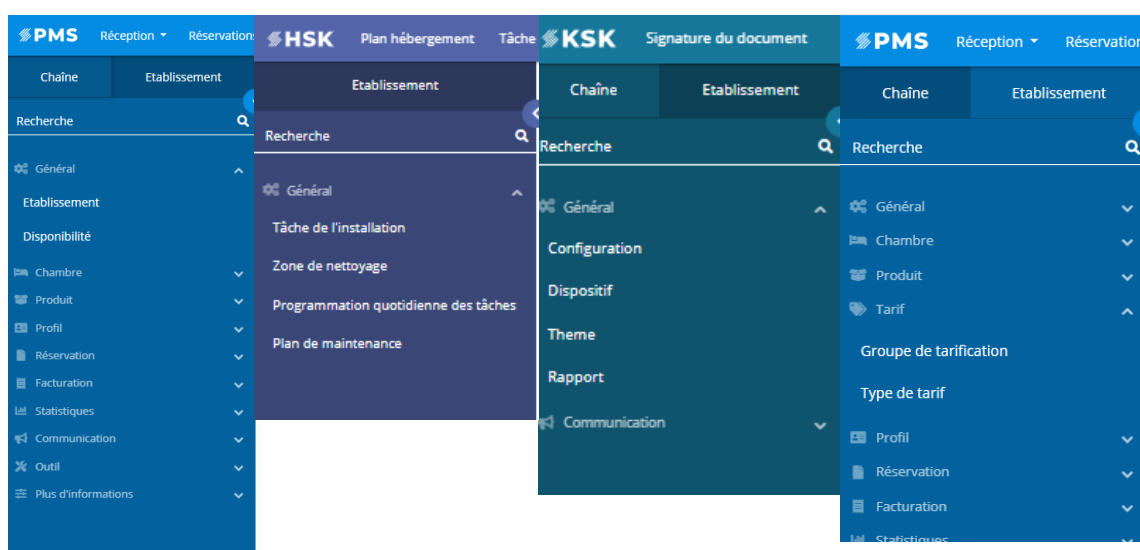 PMS Réception Réservation
Chaîne Etablissement
Recherche
Général
Etablissement
Disponibilité
Chambre
Produit
Profil
Réservation
Facturation
Statistiques
Communication
Outil
Plus d'informations
HSK Plan hébergement Tâche
Etablissement
Recherche
Général
Tâche de l'installation
Zone de nettoyage
Programmation quotidienne des tâches
Plan de maintenance
KSK Signature du document
Chaîne Etablissement
Recherche
Général
Configuration
Dispositif
Theme
Rapport
Communication
PMS Réception Réservation
Chaîne Etablissement
Recherche
Général
Chambre
Produit
Tarif
Groupe de tarification
Type de tarif
Profil
Réservation
Facturation
Statistiques